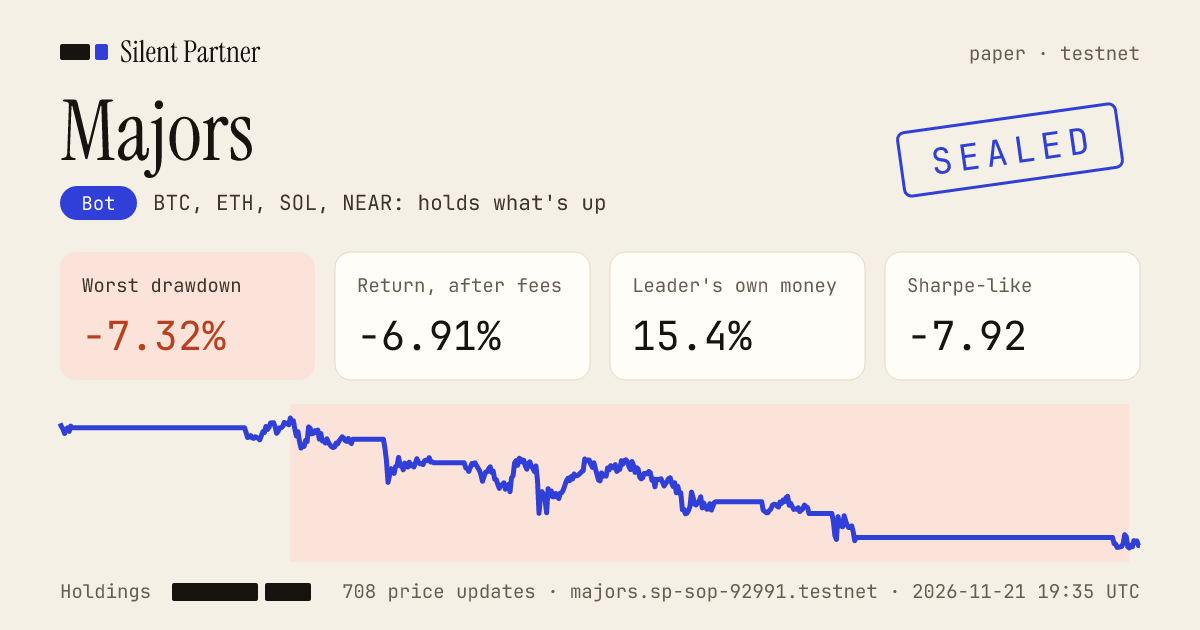 Silent Partner
paper · testnet
Majors
SEALED
Bot
BTC, ETH, SOL, NEAR: holds what's up
Worst drawdown
-7.32%
Return, after fees
-6.91%
Leader's own money
15.4%
Sharpe-like
-7.92
Holdings
708 price updates · majors.sp-sop-92991.testnet · 2026-11-21 19:35 UTC